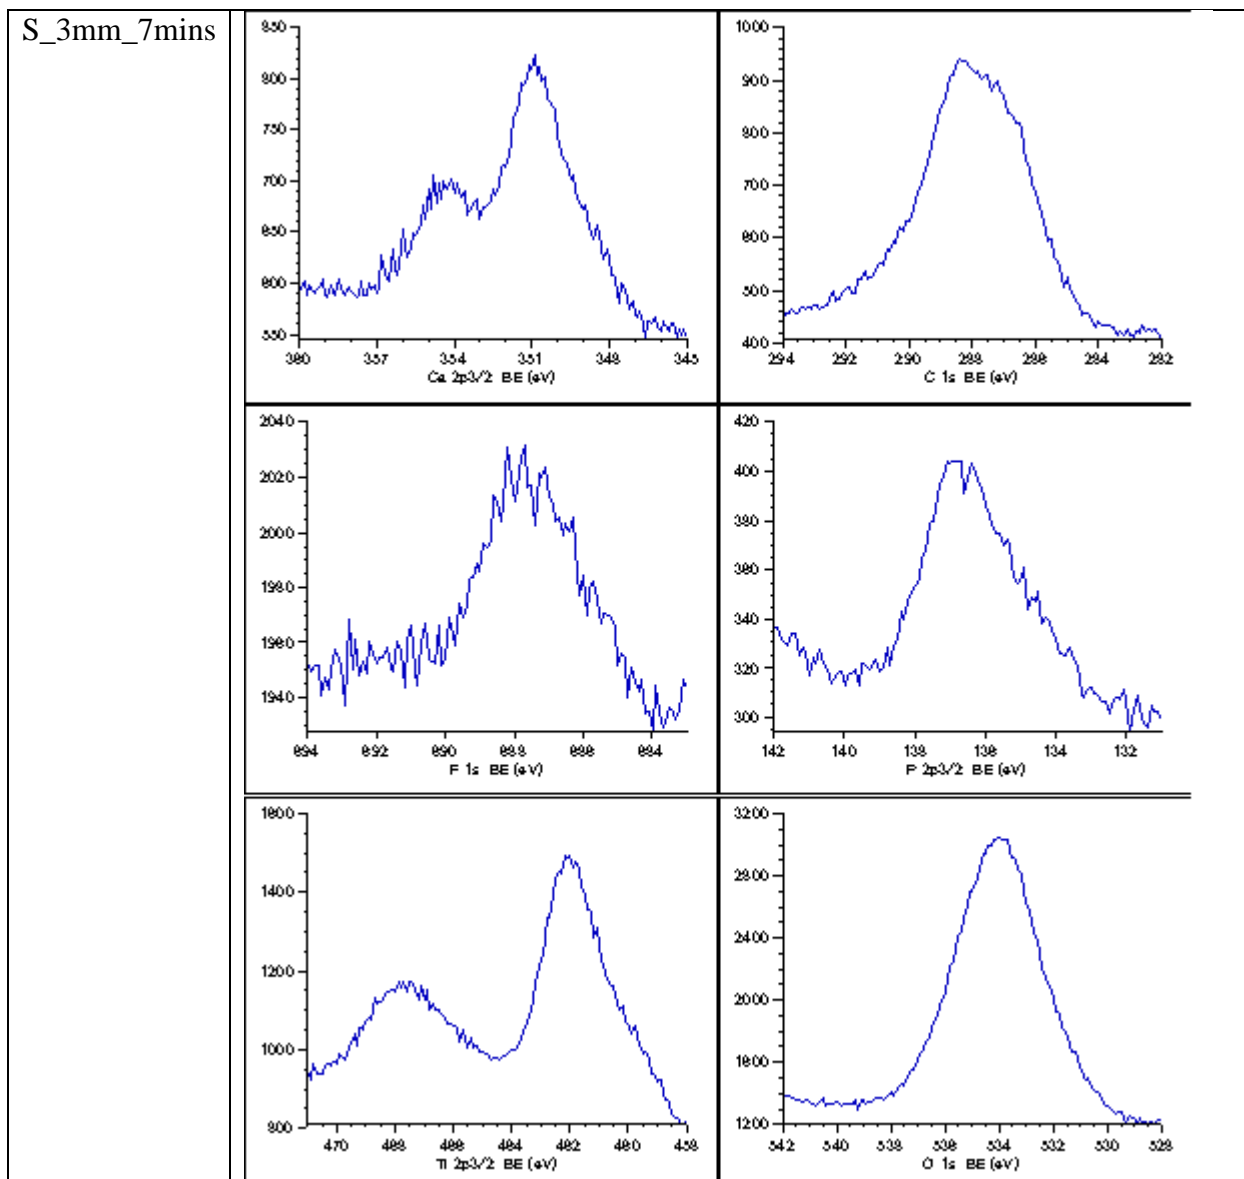 S_3mm_7mins
850
800
750
700
650
600
550
360 357 354 351 348 345
Ca 2p3/2 BE (eV)
1000
900
800
700
600
500
400
294 292 290 288 286 284 282
C 1s BE (eV)
2040
2020
2000
1980
1960
1940
694 692 690 688 686 684
F 1s BE (eV)
420
400
380
360
340
320
300
142 140 138 136 134 132
P 2p3/2 BE (eV)
1600
1400
1200
1000
800
470 468 466 464 462 460 458
Ti 2p3/2 BE (eV)
3200
2800
2400
2000
1600
1200
542 540 538 536 534 532 530 528
O 1s BE (eV)